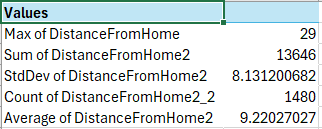 Values
Max of DistanceFromHome 29
Sum of DistanceFromHome2 13646
StdDev of DistanceFromHome2 8.131200682
Count of DistanceFromHome2_2 1480
Average of DistanceFromHome2 9.22027027